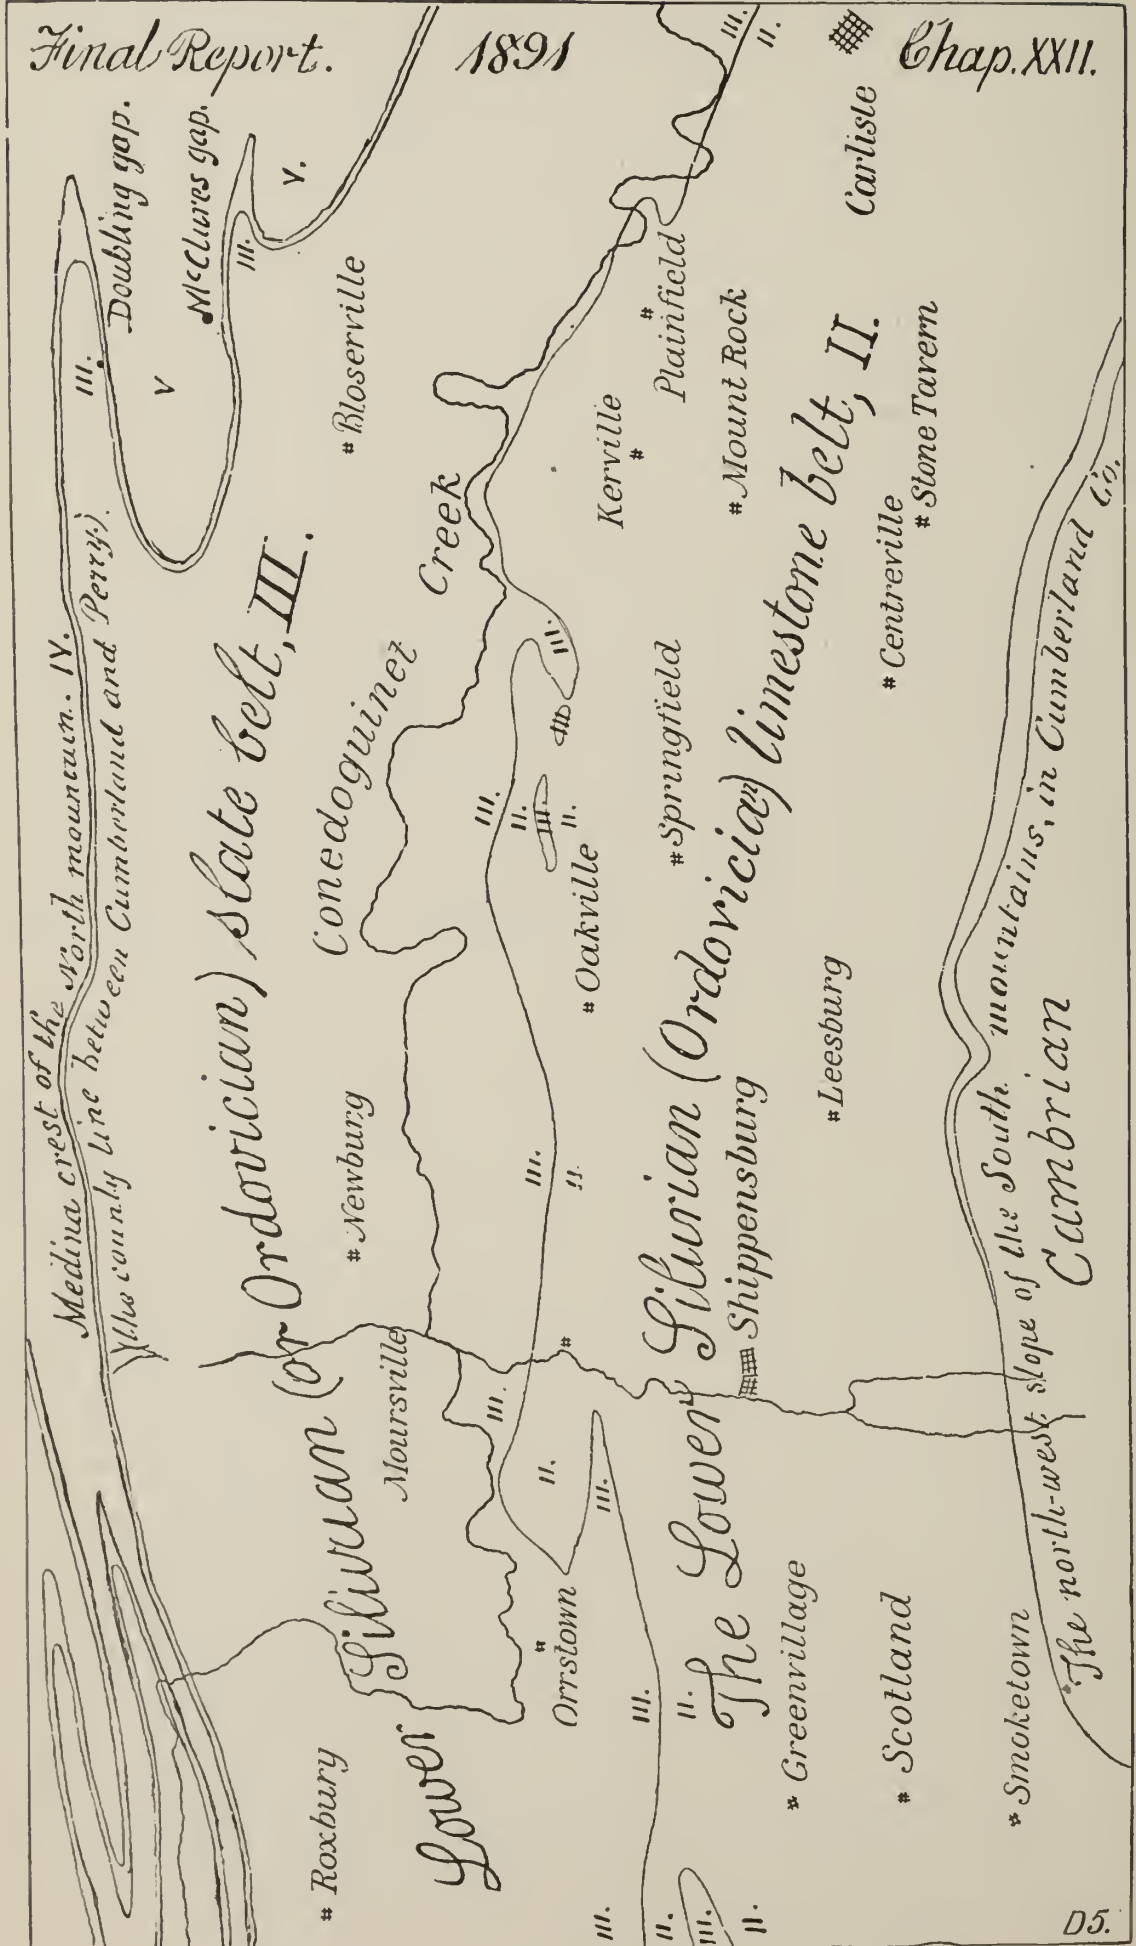 Final Report.
1891
Chap. XXII.
Doubling gap.
McClures gap.
III.
III.
V
V.
III.
II.
Carlisle
Medina crest of the North mountain. IV.
the county line between Cumberland and Perry).
Bloserville
Plainfield
Kerville
Mount Rock
Stone Tavern
Centreville
Lower Silivuan (or Ordovician) slate belt, III.
Conedoguinet Creek
III.
III.
III.
II.
III.
II.
Springfield
Oakville
The Lower Silurian (Ordovician) limestone belt, II.
Leesburg
Newburg
III.
II.
Shippensburg
Moursville
III.
II.
III.
Orrstown
III.
II.
Greenvillage
Scotland
Smoketown
Roxbury
III.
II.
III.
II.
The north-west slope of the South mountains, in Cumberland Co.
Cambrian
D5.